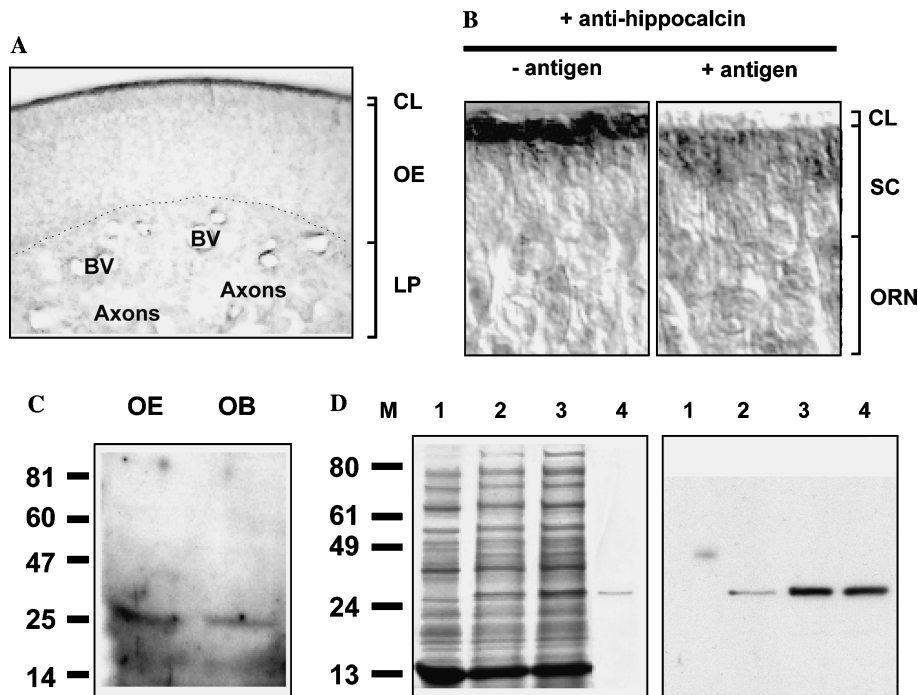 A
CL
OE
LP
BV
BV
Axons
Axons
B
+ anti-hippocalcin
- antigen
+ antigen
CL
SC
ORN
C
OE
OB
81
60
47
25
14
D
M
1
2
3
4
1
2
3
4
80
61
49
24
13